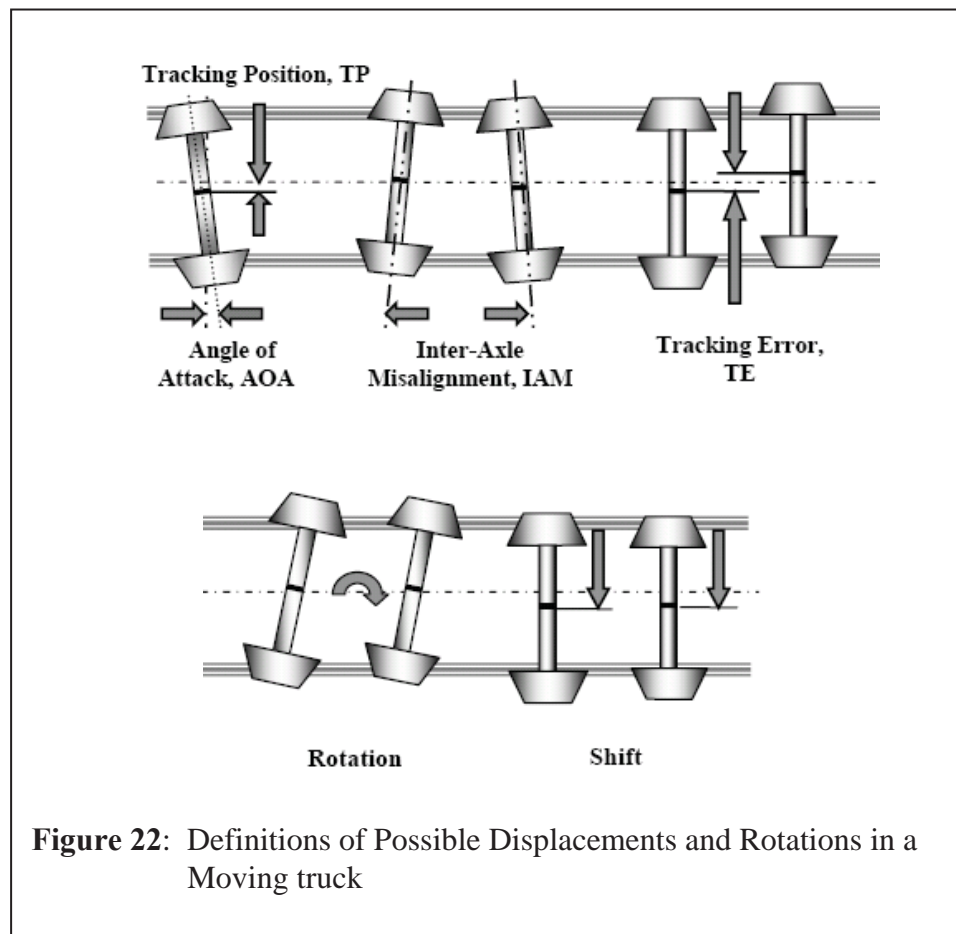 Tracking Position, TP
Angle of
Attack, AOA
Inter-Axle
Misalignment, IAM
Tracking Error,
TE
Rotation
Shift
Figure 22: Definitions of Possible Displacements and Rotations in a
Moving truck